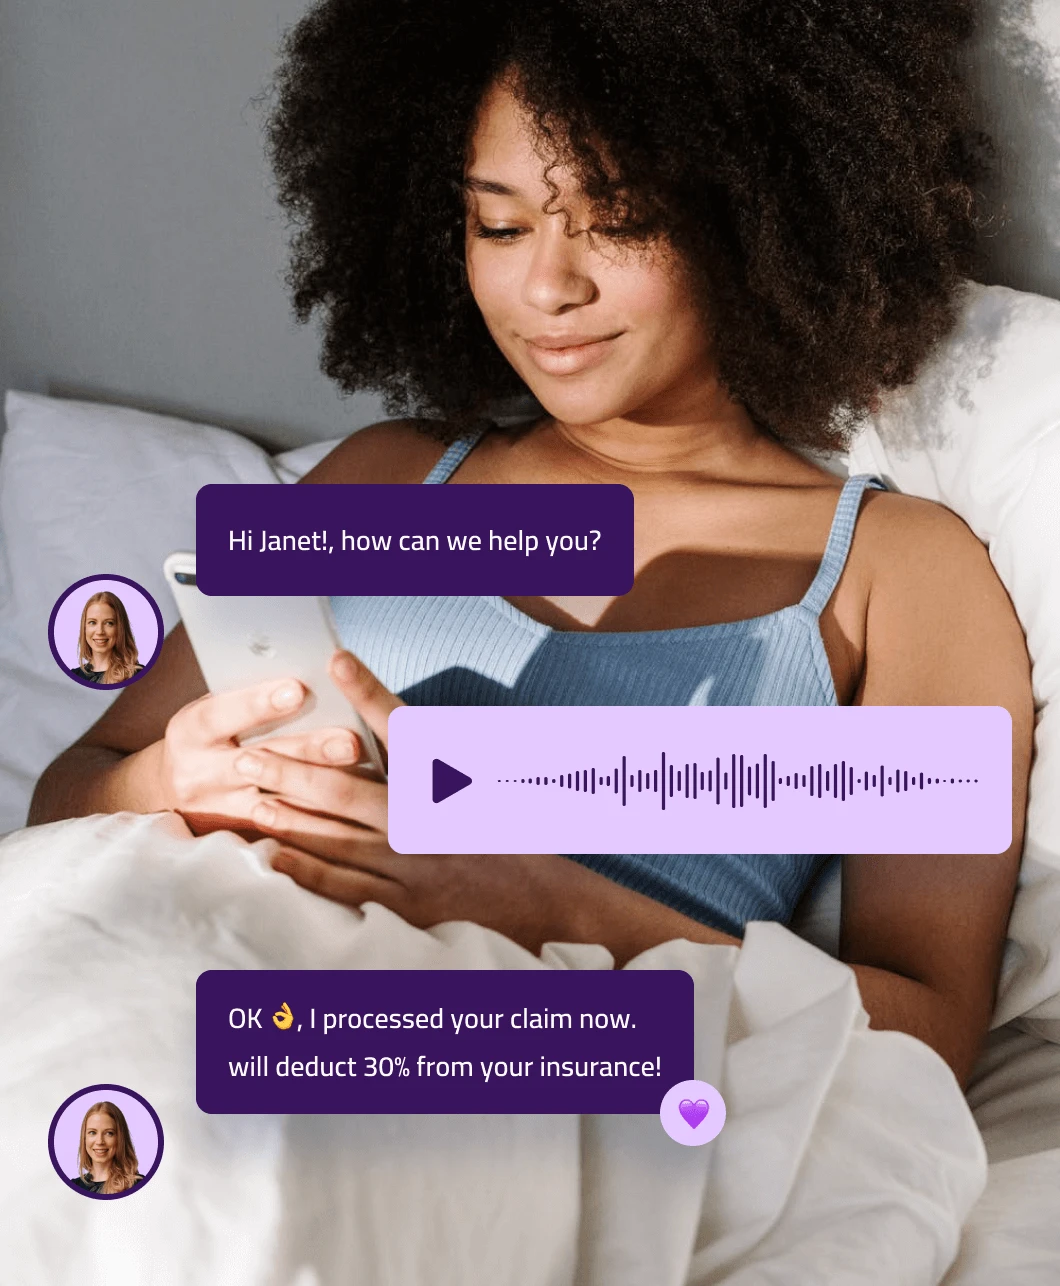 Hi Janet!, how can we help you?
OK 👌, I processed your claim now.
will deduct 30% from your insurance!